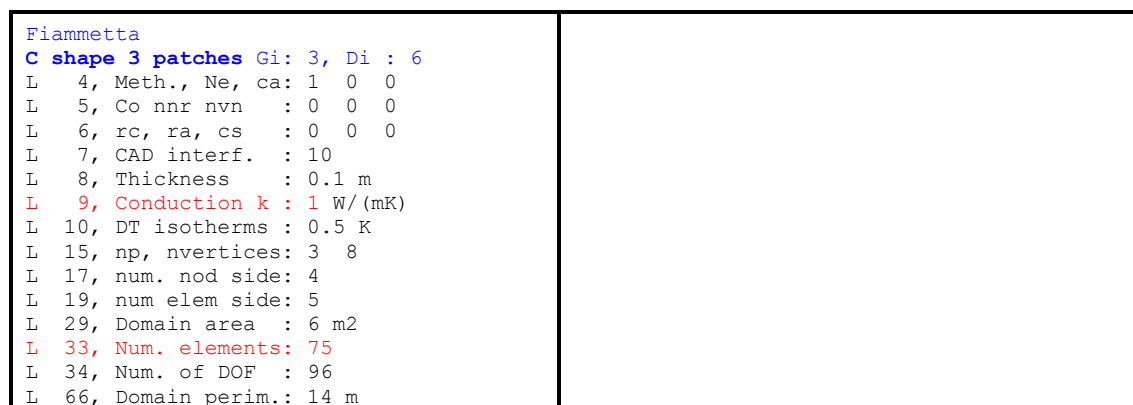 Fiammetta
C shape 3 patches Gi: 3, Di : 6
L   4, Meth., Ne, ca: 1  0  0
L   5, Co nnr nvn   : 0  0  0
L   6, rc, ra, cs   : 0  0  0
L   7, CAD interf.  : 10
L   8, Thickness    : 0.1 m
L   9, Conduction k : 1 W/(mK)
L  10, DT isotherms : 0.5 K
L  15, np, nvertices: 3  8
L  17, num. nod side: 4
L  19, num elem side: 5
L  29, Domain area  : 6 m2
L  33, Num. elements: 75
L  34, Num. of DOF  : 96
L  66, Domain perim.: 14 m